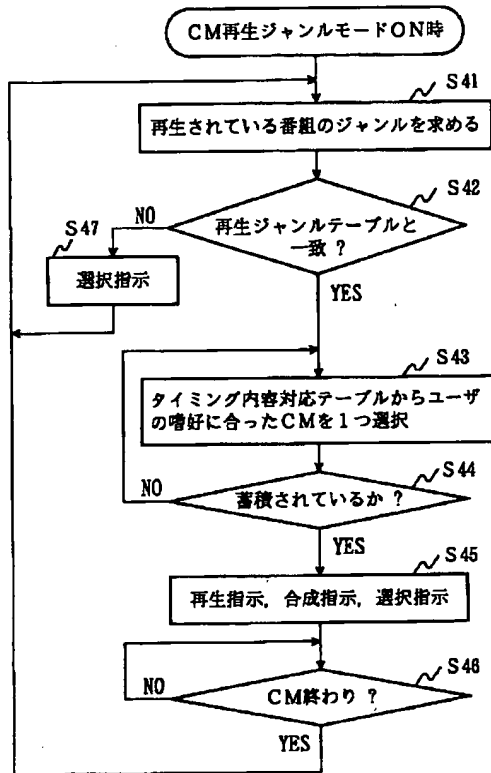 CM再生ジャンルモードON時
S41
再生されている番組のジャンルを求める
S42
再生ジャンルテーブルと
一致？
NO
YES
S47
選択指示
S43
タイミング内容対応テーブルからユーザ
の嗜好に合ったCMを1つ選択
S44
蓄積されているか？
NO
YES
S45
再生指示，合成指示，選択指示
S46
CM終わり？
NO
YES